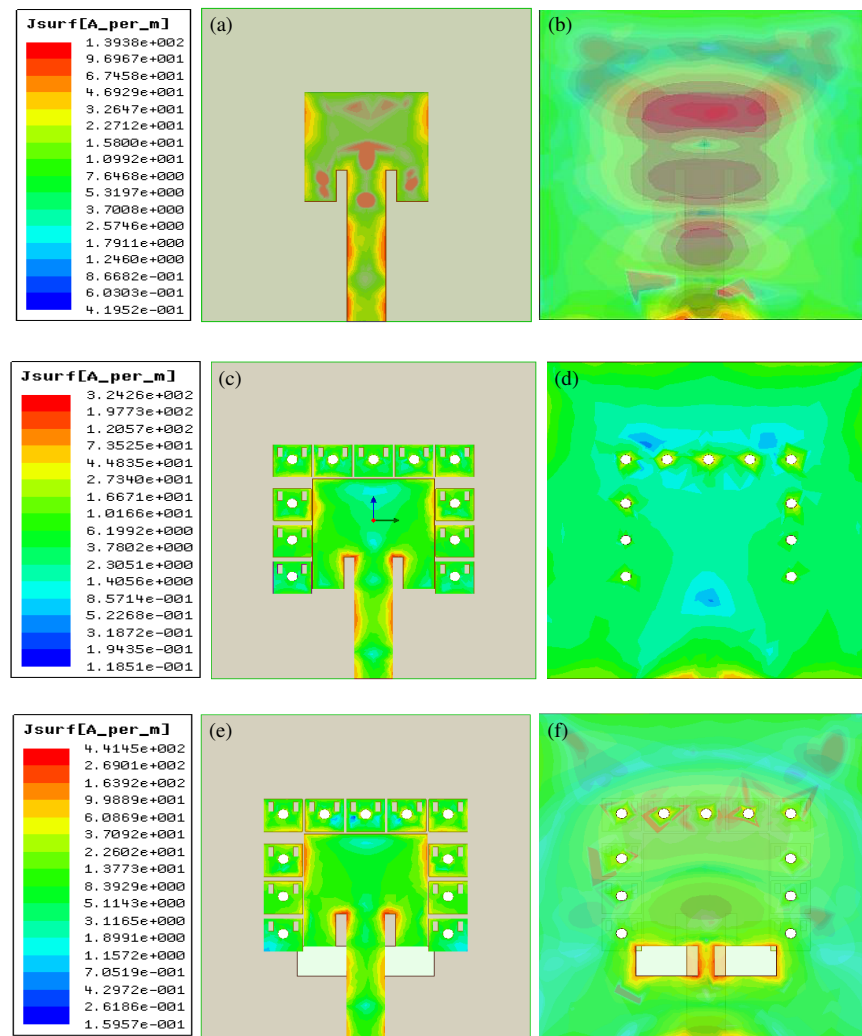 Jsurf[A_per_m]
1.3938e+002
9.6967e+001
6.7458e+001
4.6929e+001
3.2647e+001
2.2712e+001
1.5800e+001
1.0992e+001
7.6468e+000
5.3197e+000
3.7008e+000
2.5746e+000
1.7911e+000
1.2460e+000
8.6682e-001
6.0303e-001
4.1952e-001
(a)
(b)
Jsurf[A_per_m]
3.2426e+002
1.9773e+002
1.2057e+002
7.3525e+001
4.4835e+001
2.7340e+001
1.6671e+001
1.0166e+001
6.1992e+000
3.7802e+000
2.3051e+000
1.4056e+000
8.5714e-001
5.2268e-001
3.1872e-001
1.9435e-001
1.1851e-001
(c)
(d)
Jsurf[A_per_m]
4.4145e+002
2.6901e+002
1.6392e+002
9.9889e+001
6.0869e+001
3.7092e+001
2.2602e+001
1.3773e+001
8.3929e+000
5.1143e+000
3.1165e+000
1.8991e+000
1.1572e+000
7.0519e-001
4.2972e-001
2.6186e-001
1.5957e-001
(e)
(f)